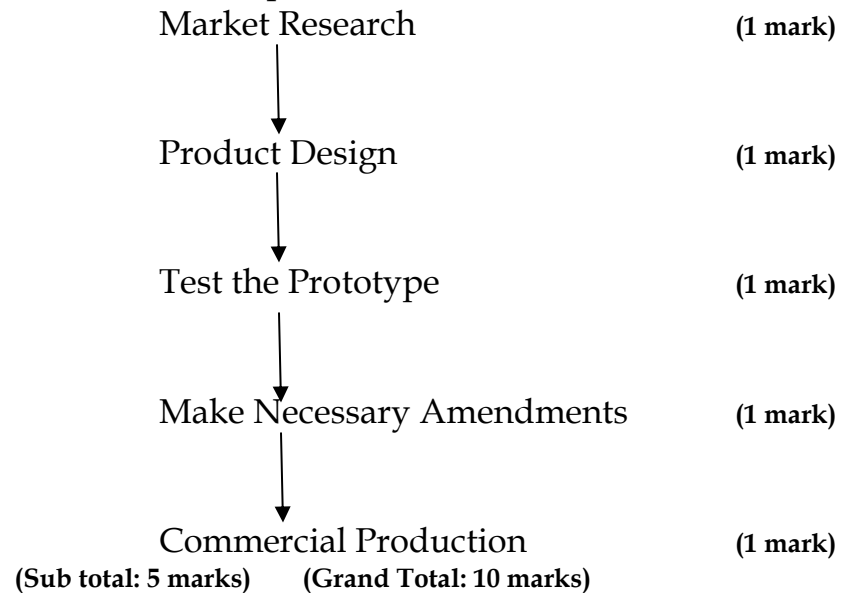 Market Research (1 mark)
Product Design (1 mark)
Test the Prototype (1 mark)
Make Necessary Amendments (1 mark)
Commercial Production (1 mark)
(Sub total: 5 marks) (Grand Total: 10 marks)